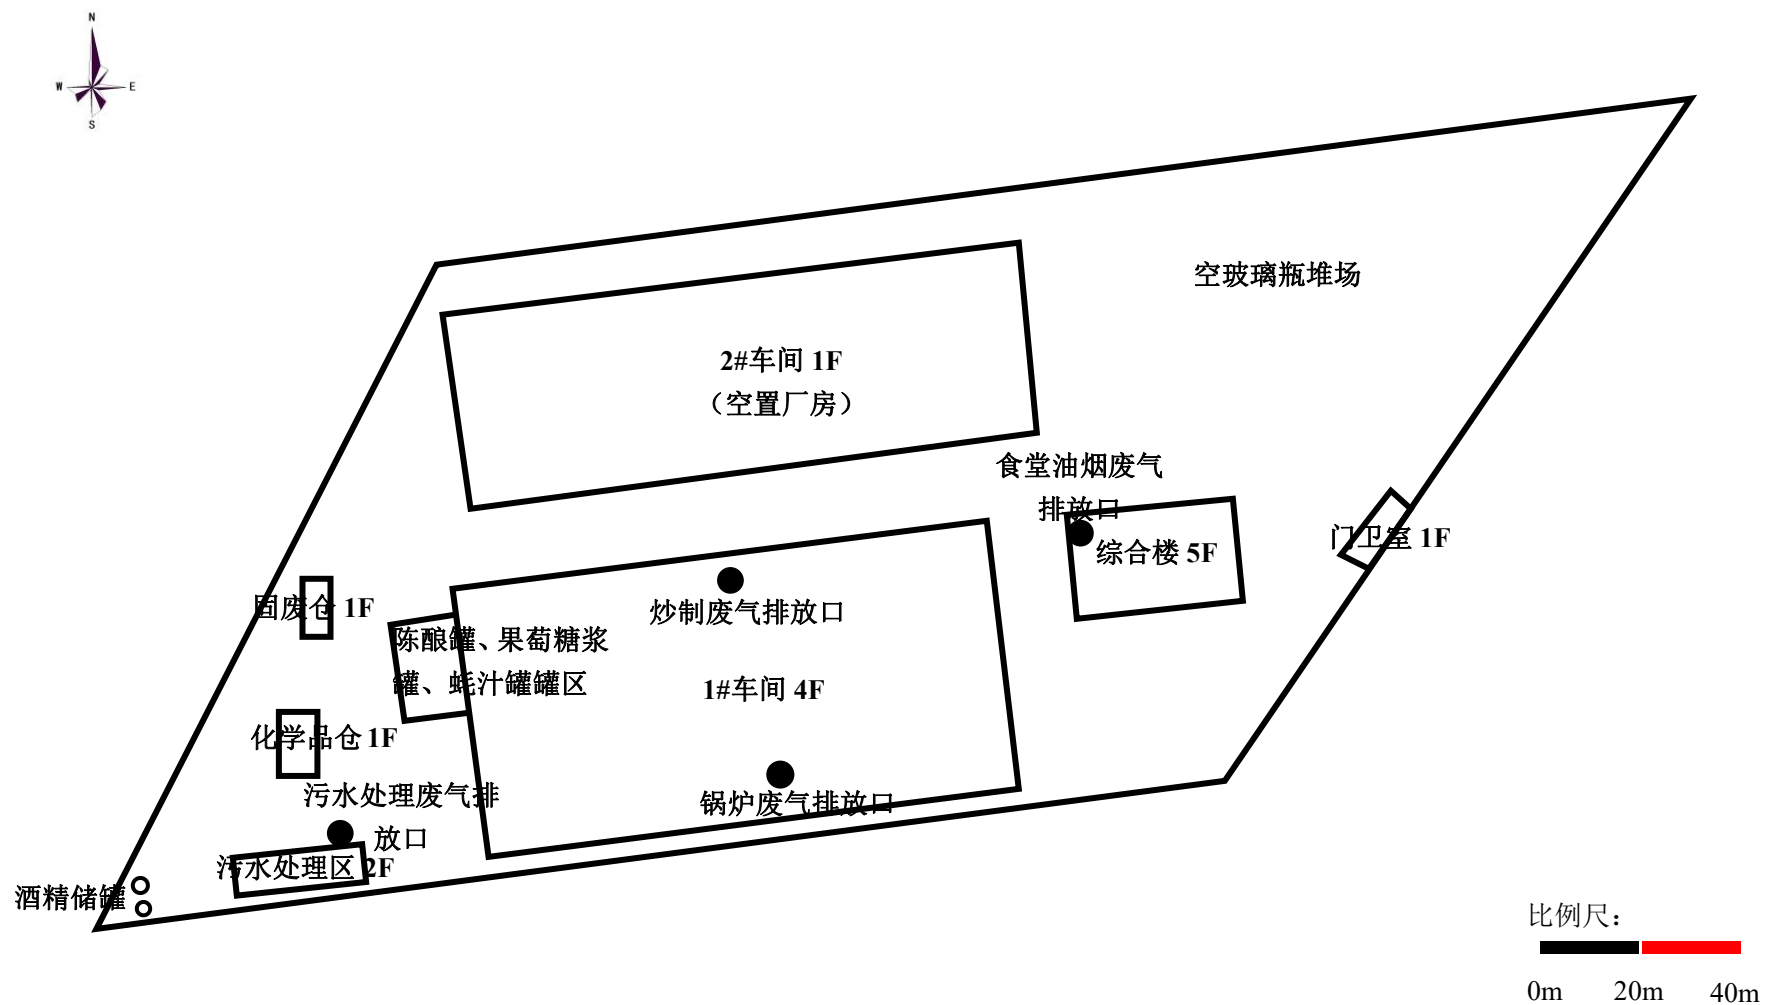 N
W
E
S
空玻璃瓶堆场
2#车间 1F
（空置厂房）
食堂油烟废气
排放口
综合楼 5F
门卫室 1F
固废仓 1F
炒制废气排放口
陈酿罐、果葡糖浆
罐、蚝汁罐罐区
1#车间 4F
化学品仓 1F
污水处理废气排
放口
锅炉废气排放口
污水处理区 2F
酒精储罐
比例尺：
0m
20m
40m